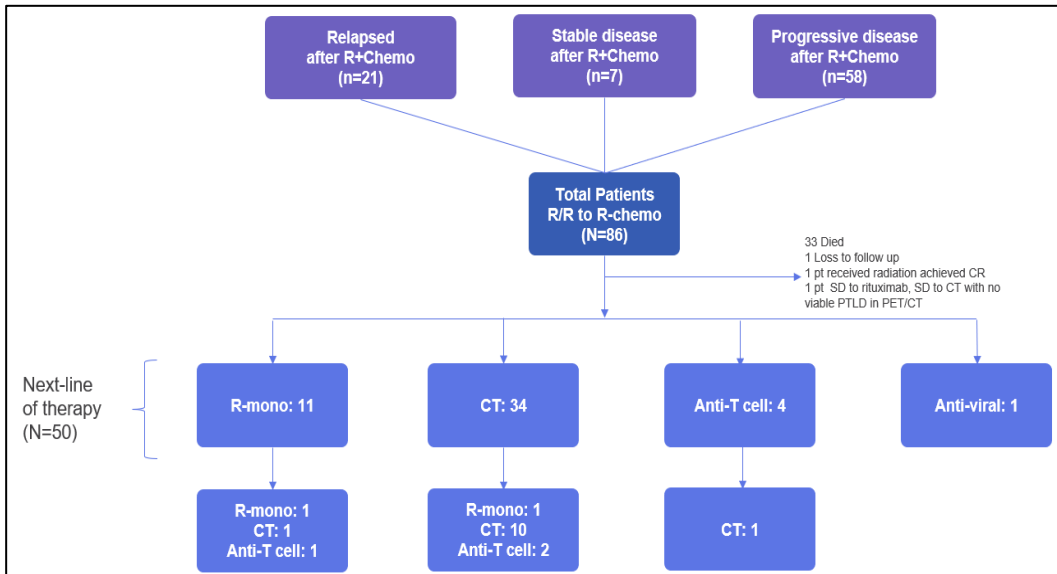 Relapsed
after R+Chemo
(n=21)
Stable disease
after R+Chemo
(n=7)
Progressive disease
after R+Chemo
(n=58)
Total Patients
R/R to R-chemo
(N=86)
33 Died
1 Loss to follow up
1 pt received radiation achieved CR
1 pt  SD to rituximab, SD to CT with no
viable PTLD in PET/CT
Next-line
of therapy
(N=50)
R-mono: 11
CT: 34
Anti-T cell: 4
Anti-viral: 1
R-mono: 1
CT: 1
Anti-T cell: 1
R-mono: 1
CT: 10
Anti-T cell: 2
CT: 1